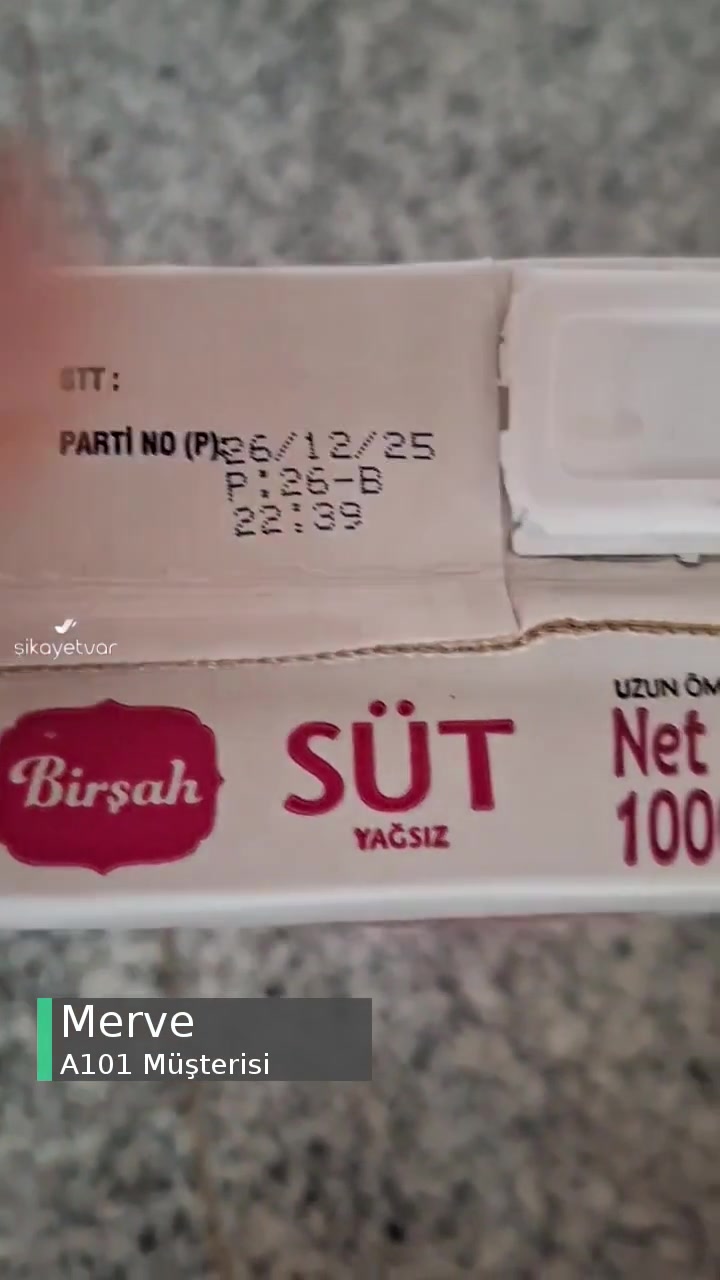 STT :
PARTİ NO (P):26/12/25
P:26-B
22:39
şikayetvar
Birşah
SÜT
YAĞSIZ
UZUN ÖM
Net
100
Merve
A101 Müşterisi